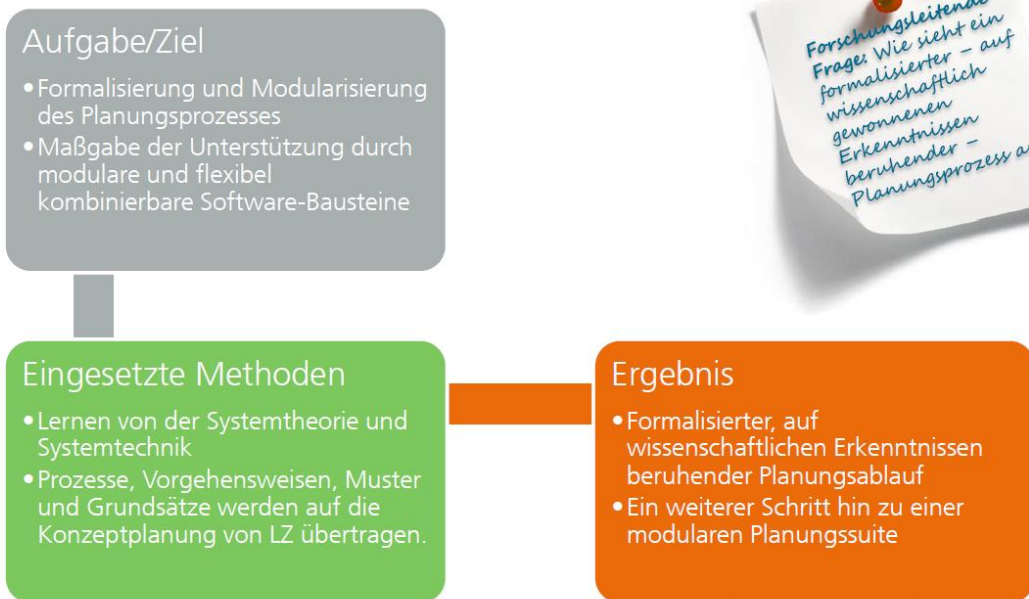 Aufgabe/Ziel
•Formalisierung und Modularisierung
des Planungsprozesses
•Maßgabe der Unterstützung durch
modulare und flexibel
kombinierbare Software-Bausteine
Forschungsleitende
Frage: Wie sieht ein
formalisierter – auf
wissenschaftlich
gewonnenen
Erkenntnissen
beruhender –
Planungsprozess
Eingesetzte Methoden
•Lernen von der Systemtheorie und
Systemtechnik
•Prozesse, Vorgehensweisen, Muster
und Grundsätze werden auf die
Konzeptplanung von LZ übertragen.
Ergebnis
•Formalisierter, auf
wissenschaftlichen Erkenntnissen
beruhender Planungsablauf
•Ein weiterer Schritt hin zu einer
modularen Planungssuite